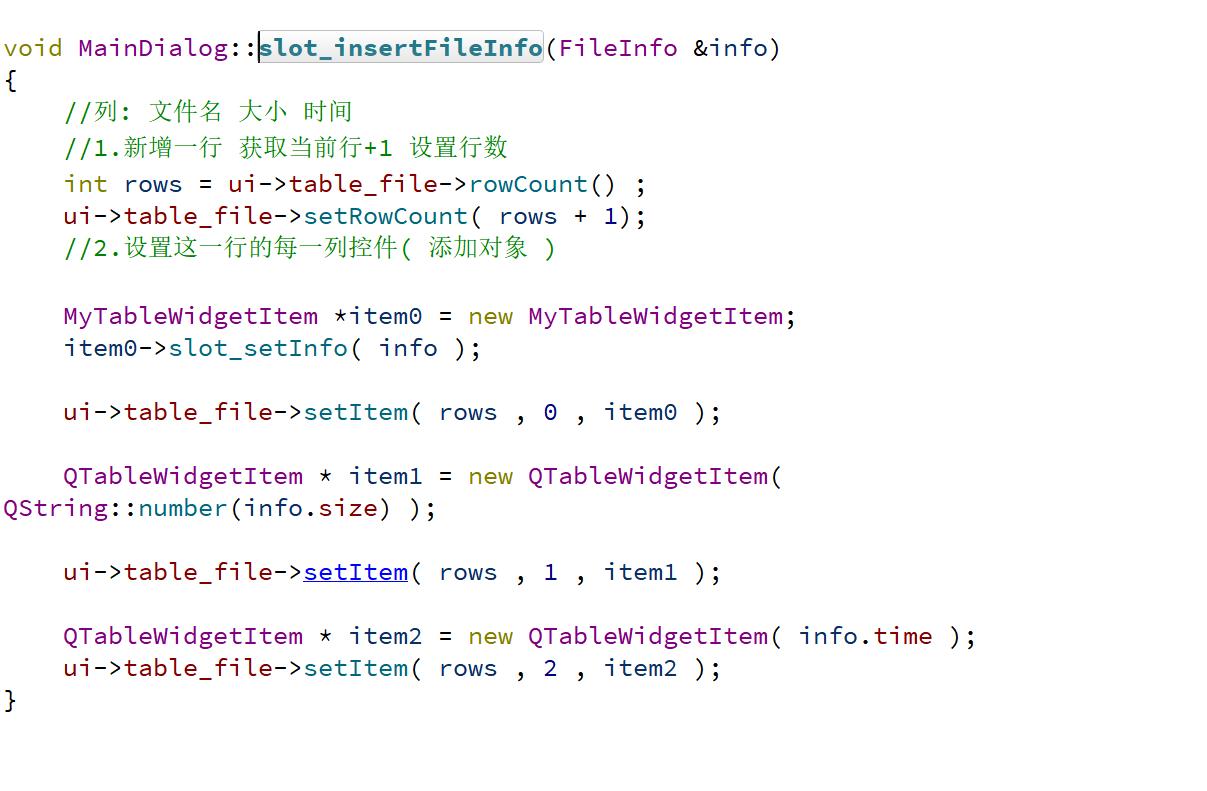 void MainDialog::slot_insertFileInfo(FileInfo &info)
{
    //列: 文件名 大小 时间
    //1.新增一行 获取当前行+1 设置行数
    int rows = ui->table_file->rowCount() ;
    ui->table_file->setRowCount( rows + 1);
    //2.设置这一行的每一列控件( 添加对象 )
    MyTableWidgetItem *item0 = new MyTableWidgetItem;
    item0->slot_setInfo( info );
    ui->table_file->setItem( rows , 0 , item0 );
    QTableWidgetItem * item1 = new QTableWidgetItem(
QString::number(info.size) );
    ui->table_file->setItem( rows , 1 , item1 );
    QTableWidgetItem * item2 = new QTableWidgetItem( info.time );
    ui->table_file->setItem( rows , 2 , item2 );
}